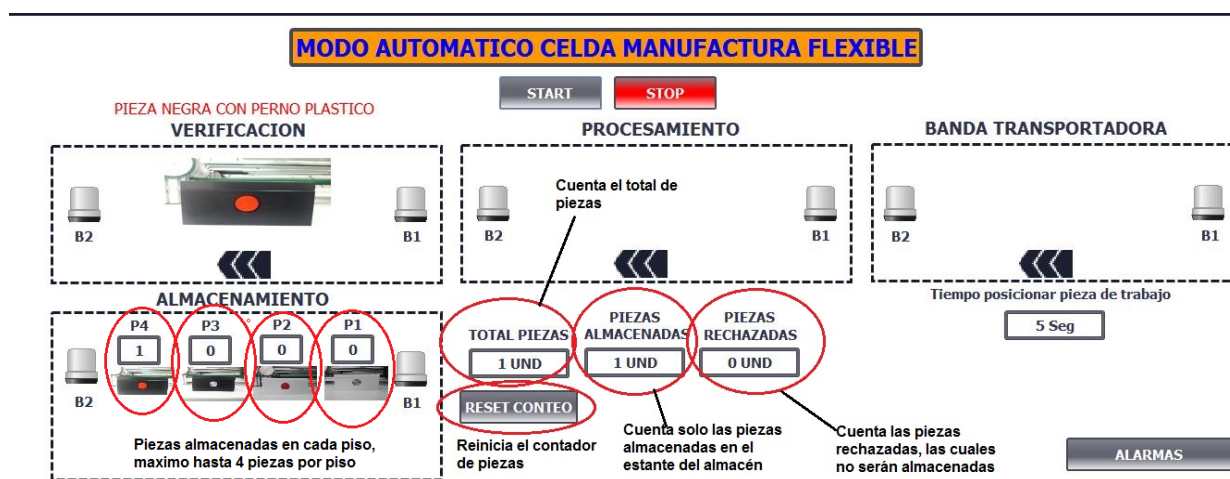 MODO AUTOMATICO CELDA MANUFACTURA FLEXIBLE
START
STOP
PIEZA NEGRA CON PERNO PLASTICO
VERIFICACION
B2
B1
PROCESAMIENTO
Cuenta el total de
piezas
B2
B1
BANDA TRANSPORTADORA
B2
B1
Tiempo posicionar pieza de trabajo
5 Seg
ALMACENAMIENTO
P4
P3
P2
P1
1
0
0
0
B2
B1
Piezas almacenadas en cada piso,
maximo hasta 4 piezas por piso
TOTAL PIEZAS
1 UND
PIEZAS
ALMACENADAS
1 UND
PIEZAS
RECHAZADAS
0 UND
RESET CONTEO
Reinicia el contador
de piezas
Cuenta solo las piezas
almacenadas en el
estante del almacén
Cuenta las piezas
rechazadas, las cuales
no serán almacenadas
ALARMAS